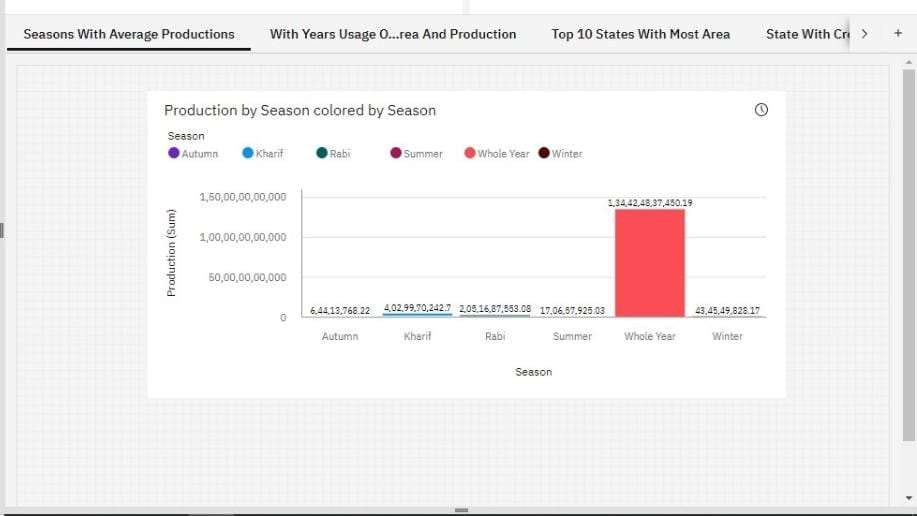 Seasons With Average Productions With Years Usage O...rea And Production Top 10 States With Most Area State With Cr
Production by Season colored by Season
Season
Autumn Kharif Rabi Summer Whole Year Winter
Production (Sum)
1,50,00,00,00,000
1,00,00,00,00,000
50,00,00,00,000
0
6,44,13,768.22 4,02,99,70,242.7 2,05,16,87,553.08 17,06,57,925.03 1,34,42,48,37,450.19 43,45,49,828.17
Autumn Kharif Rabi Summer Whole Year Winter
Season